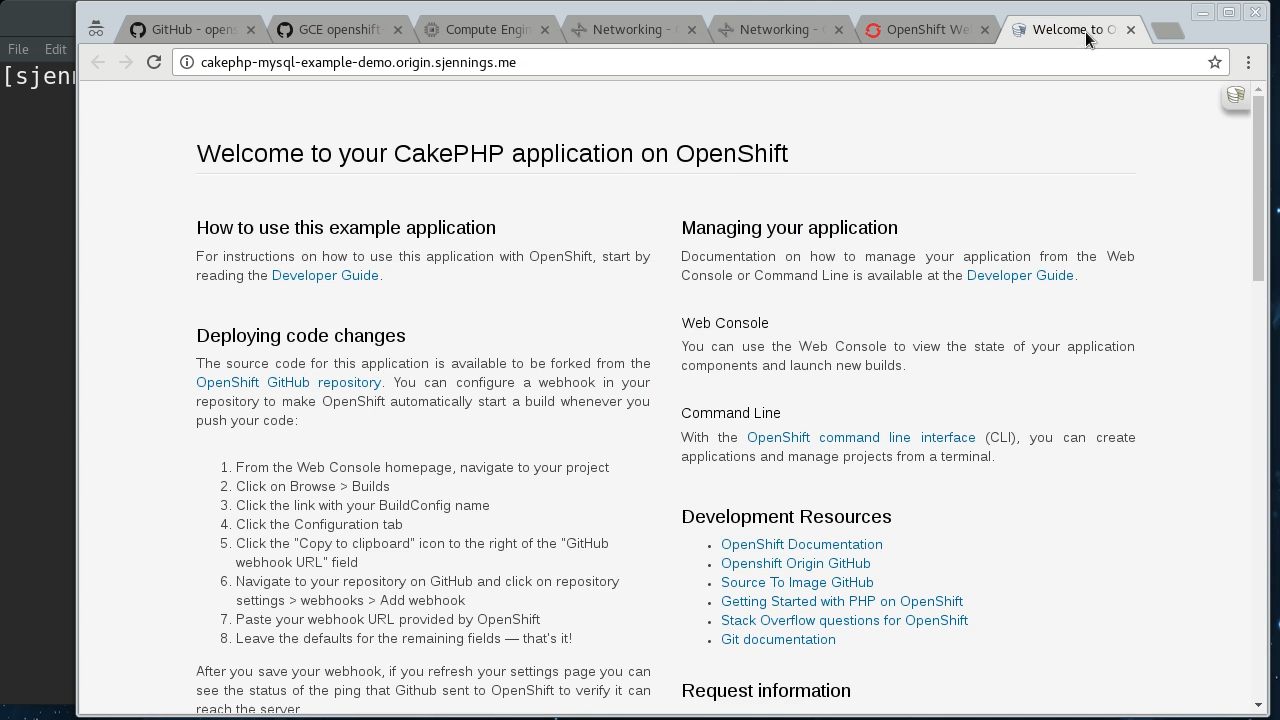 GitHub - opens
GCE openshift
Compute Engin
Networking -
Networking -
OpenShift We
Welcome to O
File Edit
cakephp-mysql-example-demo.origin.sjennings.me
[sjenn
Welcome to your CakePHP application on OpenShift
How to use this example application
For instructions on how to use this application with OpenShift, start by
reading the Developer Guide.
Deploying code changes
The source code for this application is available to be forked from the
OpenShift GitHub repository. You can configure a webhook in your
repository to make OpenShift automatically start a build whenever you
push your code:
1. From the Web Console homepage, navigate to your project
2. Click on Browse > Builds
3. Click the link with your BuildConfig name
4. Click the Configuration tab
5. Click the "Copy to clipboard" icon to the right of the "GitHub
webhook URL" field
6. Navigate to your repository on GitHub and click on repository
settings > webhooks > Add webhook
7. Paste your webhook URL provided by OpenShift
8. Leave the defaults for the remaining fields — that's it!
After you save your webhook, if you refresh your settings page you can
see the status of the ping that Github sent to OpenShift to verify it can
reach the server.
Managing your application
Documentation on how to manage your application from the Web
Console or Command Line is available at the Developer Guide.
Web Console
You can use the Web Console to view the state of your application
components and launch new builds.
Command Line
With the OpenShift command line interface (CLI), you can create
applications and manage projects from a terminal.
Development Resources
• OpenShift Documentation
• Openshift Origin GitHub
• Source To Image GitHub
• Getting Started with PHP on OpenShift
• Stack Overflow questions for OpenShift
• Git documentation
Request information